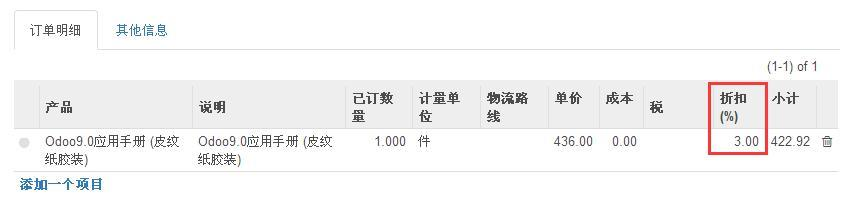 订单明细 其他信息
(1-1) of 1
产品 说明 已订数量 计量单位 物流路线 单价 成本 税 折扣(%) 小计
Odoo9.0应用手册 (皮纹纸胶装) Odoo9.0应用手册 (皮纹纸胶装) 1.000 件 436.00 0.00 3.00 422.92
添加一个项目